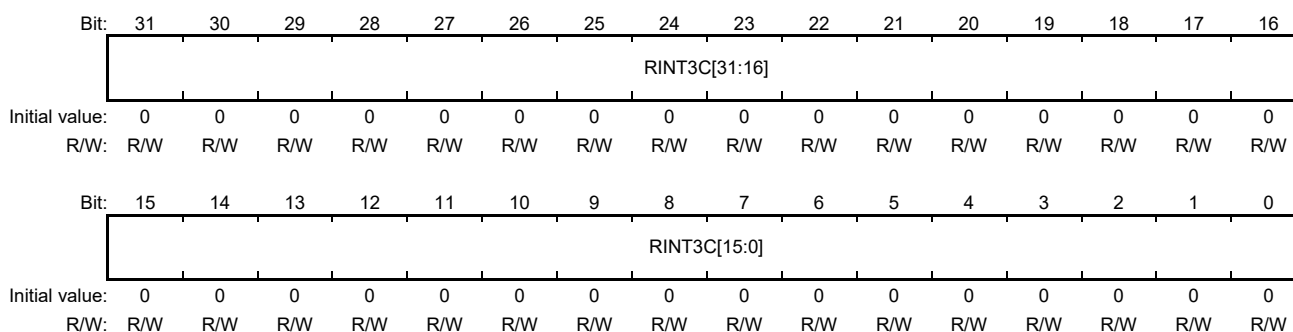 Bit: 31 30 29 28 27 26 25 24 23 22 21 20 19 18 17 16
RINT3C[31:16]
Initial value: 0 0 0 0 0 0 0 0 0 0 0 0 0 0 0 0
R/W: R/W R/W R/W R/W R/W R/W R/W R/W R/W R/W R/W R/W R/W R/W R/W R/W
Bit: 15 14 13 12 11 10 9 8 7 6 5 4 3 2 1 0
RINT3C[15:0]
Initial value: 0 0 0 0 0 0 0 0 0 0 0 0 0 0 0 0
R/W: R/W R/W R/W R/W R/W R/W R/W R/W R/W R/W R/W R/W R/W R/W R/W R/W